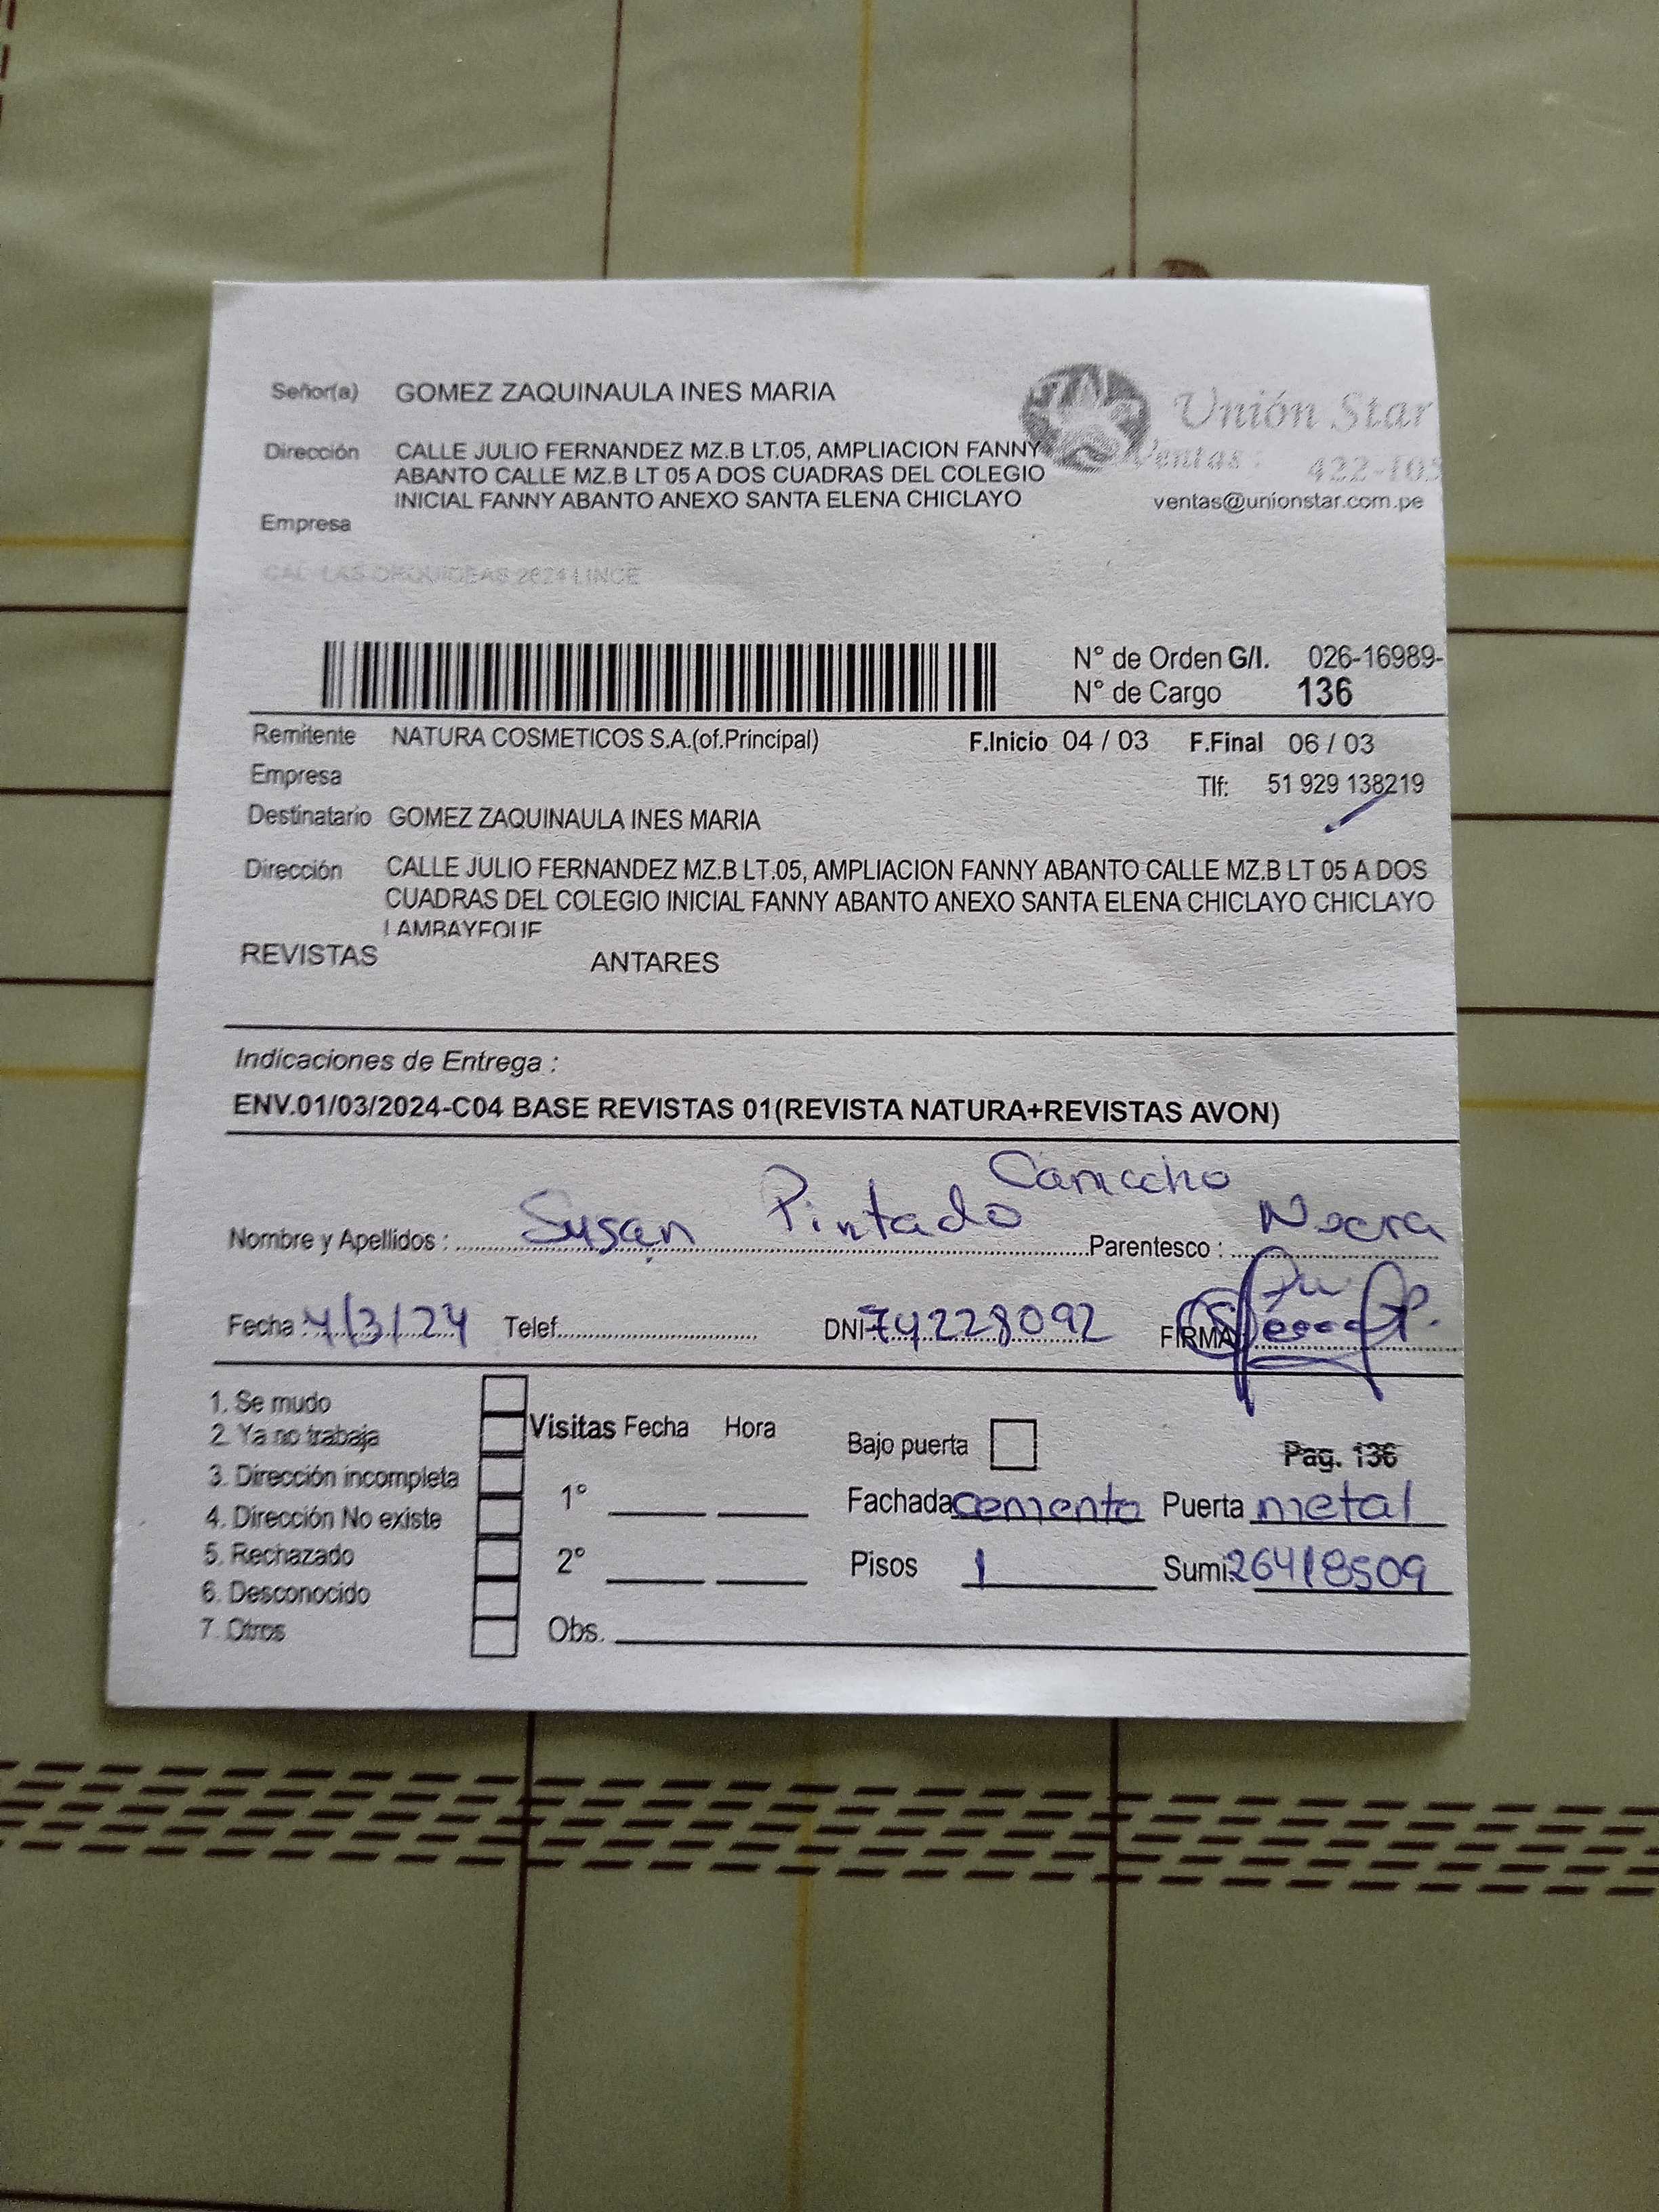 Señor(a) GOMEZ ZAQUINAULA INES MARIA
Unión Star
Dirección CALLE JULIO FERNANDEZ MZ.B LT.05, AMPLIACION FANNY
ABANTO CALLE MZ.B LT 05 A DOS CUADRAS DEL COLEGIO
INICIAL FANNY ABANTO ANEXO SANTA ELENA CHICLAYO
Ventas: 422-105
ventas@unionstar.com.pe
Empresa
CAL LAS ORQUIDEAS 2624 LINCE
N° de Orden G/I. 026-16989-
N° de Cargo 136
Remitente NATURA COSMETICOS S.A.(of.Principal) F.Inicio 04 / 03 F.Final 06 / 03
Empresa Tlf: 51 929 138219
Destinatario GOMEZ ZAQUINAULA INES MARIA
Dirección CALLE JULIO FERNANDEZ MZ.B LT.05, AMPLIACION FANNY ABANTO CALLE MZ.B LT 05 A DOS
CUADRAS DEL COLEGIO INICIAL FANNY ABANTO ANEXO SANTA ELENA CHICLAYO CHICLAYO
LAMBAYEQUE
REVISTAS ANTARES
Indicaciones de Entrega :
ENV.01/03/2024-C04 BASE REVISTAS 01(REVISTA NATURA+REVISTAS AVON)
Nombre y Apellidos : Susan Pintado Camacho Parentesco : Nuera
Fecha : 4/3/24 Telef. DNI 74228092 FIRMA
1. Se mudo
2. Ya no trabaja
3. Dirección incompleta
4. Dirección No existe
5. Rechazado
6. Desconocido
7. Otros
Visitas Fecha Hora
1°
2°
Obs.
Bajo puerta Pag. 136
Fachada cemento Puerta metal
Pisos 1 Sumi. 26418509